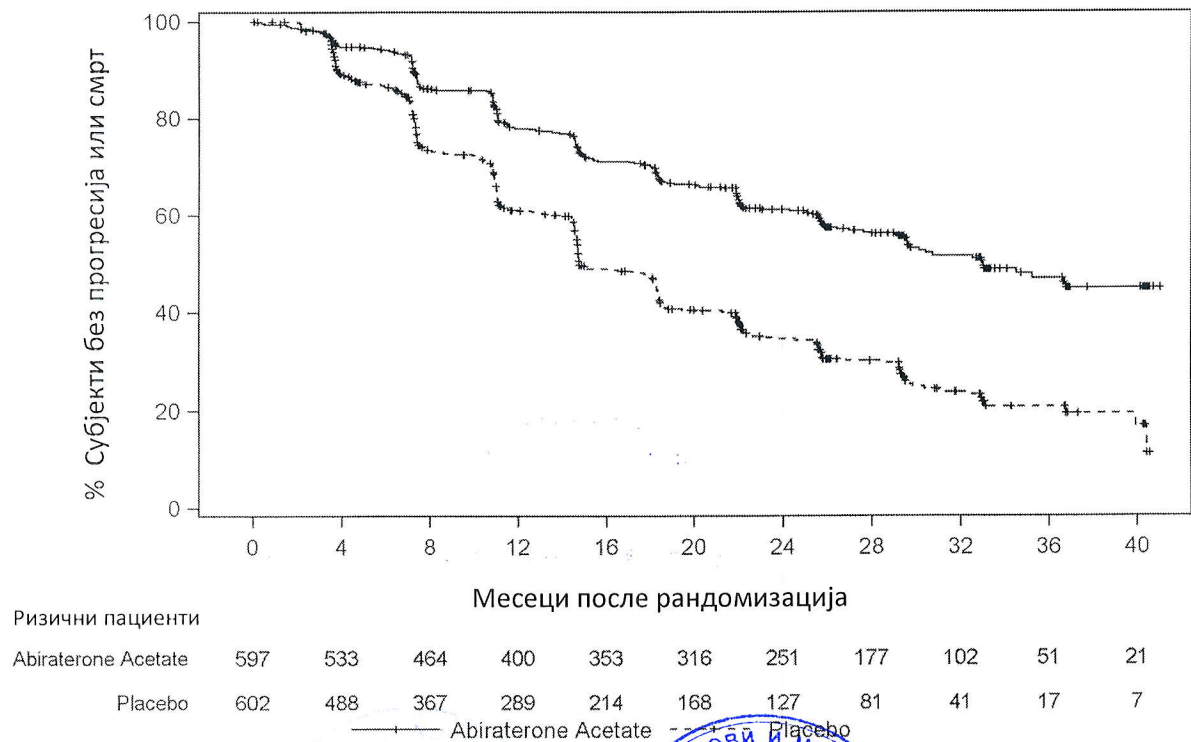 % Субјекти без прогресија или смрт
100
80
60
40
20
0
0 4 8 12 16 20 24 28 32 36 40
Месеци после рандомизација
Ризични пациенти
Abiraterone Acetate 597 533 464 400 353 316 251 177 102 51 21
Placebo 602 488 367 289 214 168 127 81 41 17 7
Abiraterone Acetate Placebo